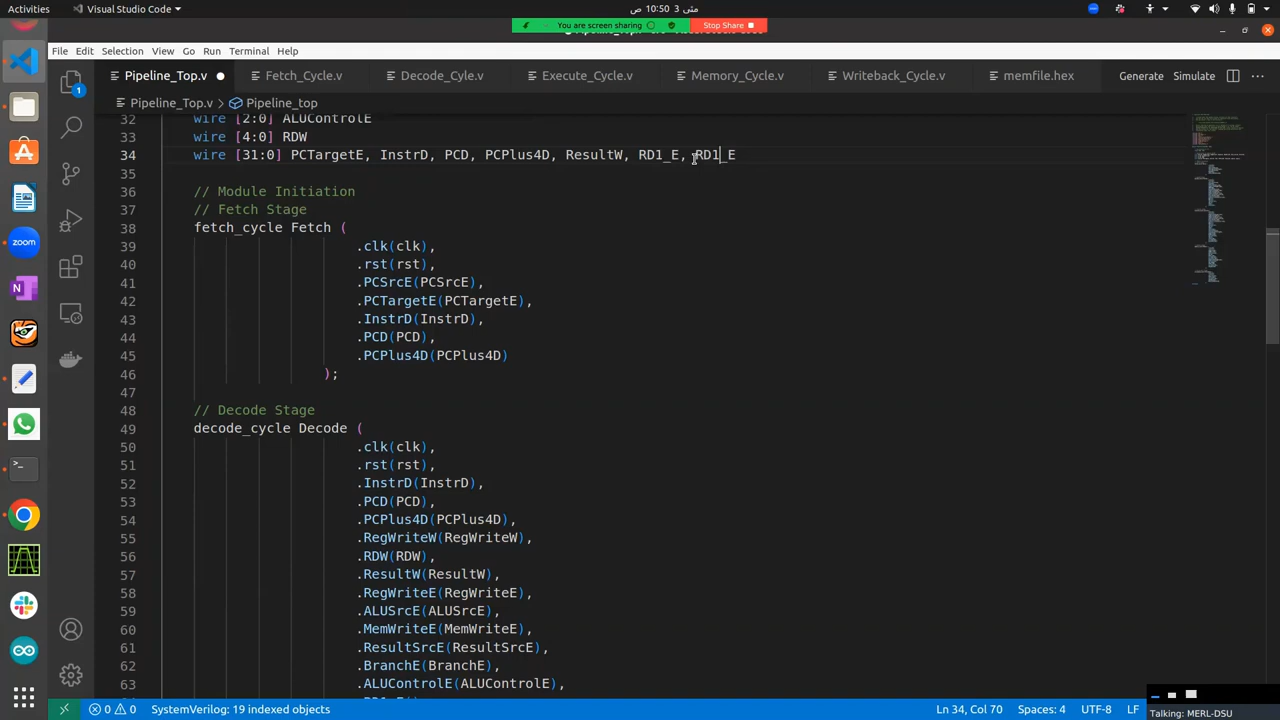 Activities
Visual Studio Code
3 مئی 10:50 ص
You are screen sharing
Stop Share
File Edit Selection View Go Run Terminal Help
Pipeline_Top.v
Fetch_Cycle.v
Decode_Cyle.v
Execute_Cycle.v
Memory_Cycle.v
Writeback_Cycle.v
memfile.hex
Generate
Simulate
Pipeline_Top.v > Pipeline_top
32 wire [2:0] ALUControlE
33 wire [4:0] RDW
34 wire [31:0] PCTargetE, InstrD, PCD, PCPlus4D, ResultW, RD1_E, RD1_E
35
36 // Module Initiation
37 // Fetch Stage
38 fetch_cycle Fetch (
39 .clk(clk),
40 .rst(rst),
41 .PCSrcE(PCSrcE),
42 .PCTargetE(PCTargetE),
43 .InstrD(InstrD),
44 .PCD(PCD),
45 .PCPlus4D(PCPlus4D)
46 );
47
48 // Decode Stage
49 decode_cycle Decode (
50 .clk(clk),
51 .rst(rst),
52 .InstrD(InstrD),
53 .PCD(PCD),
54 .PCPlus4D(PCPlus4D),
55 .RegWriteW(RegWriteW),
56 .RDW(RDW),
57 .ResultW(ResultW),
58 .RegWriteE(RegWriteE),
59 .ALUSrcE(ALUSrcE),
60 .MemWriteE(MemWriteE),
61 .ResultSrcE(ResultSrcE),
62 .BranchE(BranchE),
63 .ALUControlE(ALUControlE),
1
zoom
0 0 SystemVerilog: 19 indexed objects
Ln 34, Col 70
Spaces: 4
UTF-8
LF
Talking: MERL-DSU